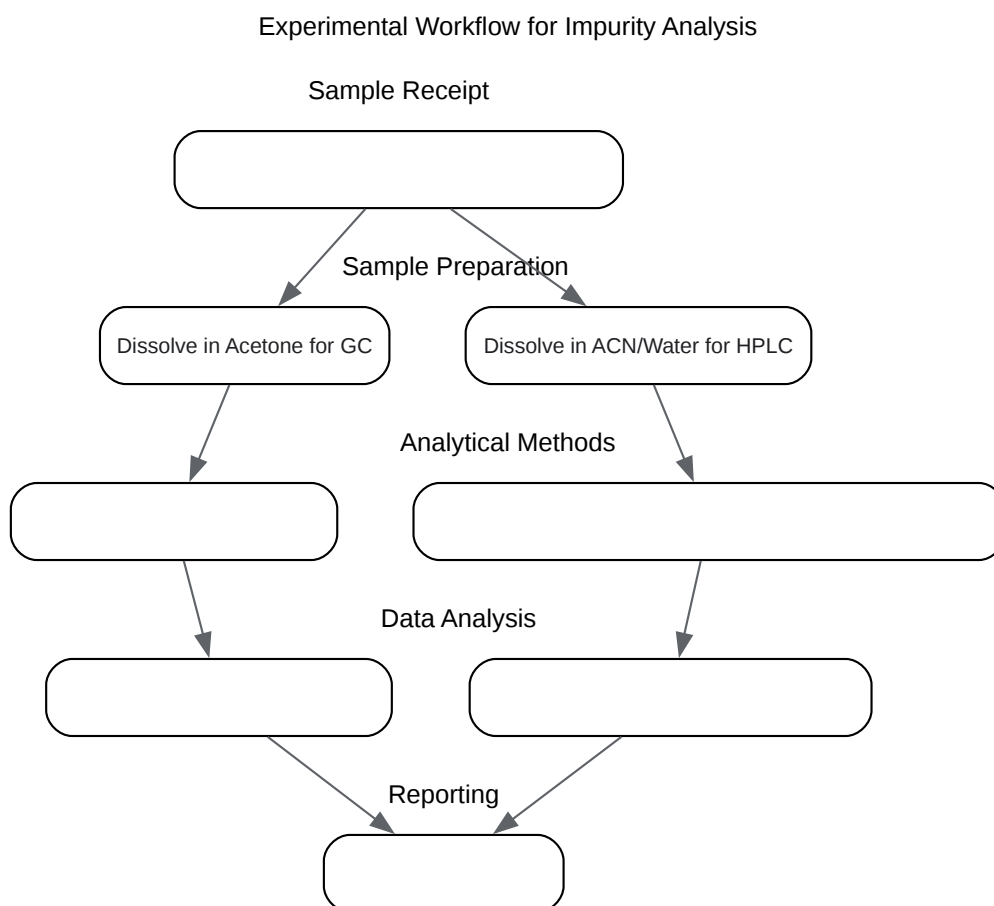 Experimental Workflow for Impurity Analysis
Sample Receipt
Sample Preparation
Dissolve in Acetone for GC
Dissolve in ACN/Water for HPLC
Analytical Methods
Data Analysis
Reporting